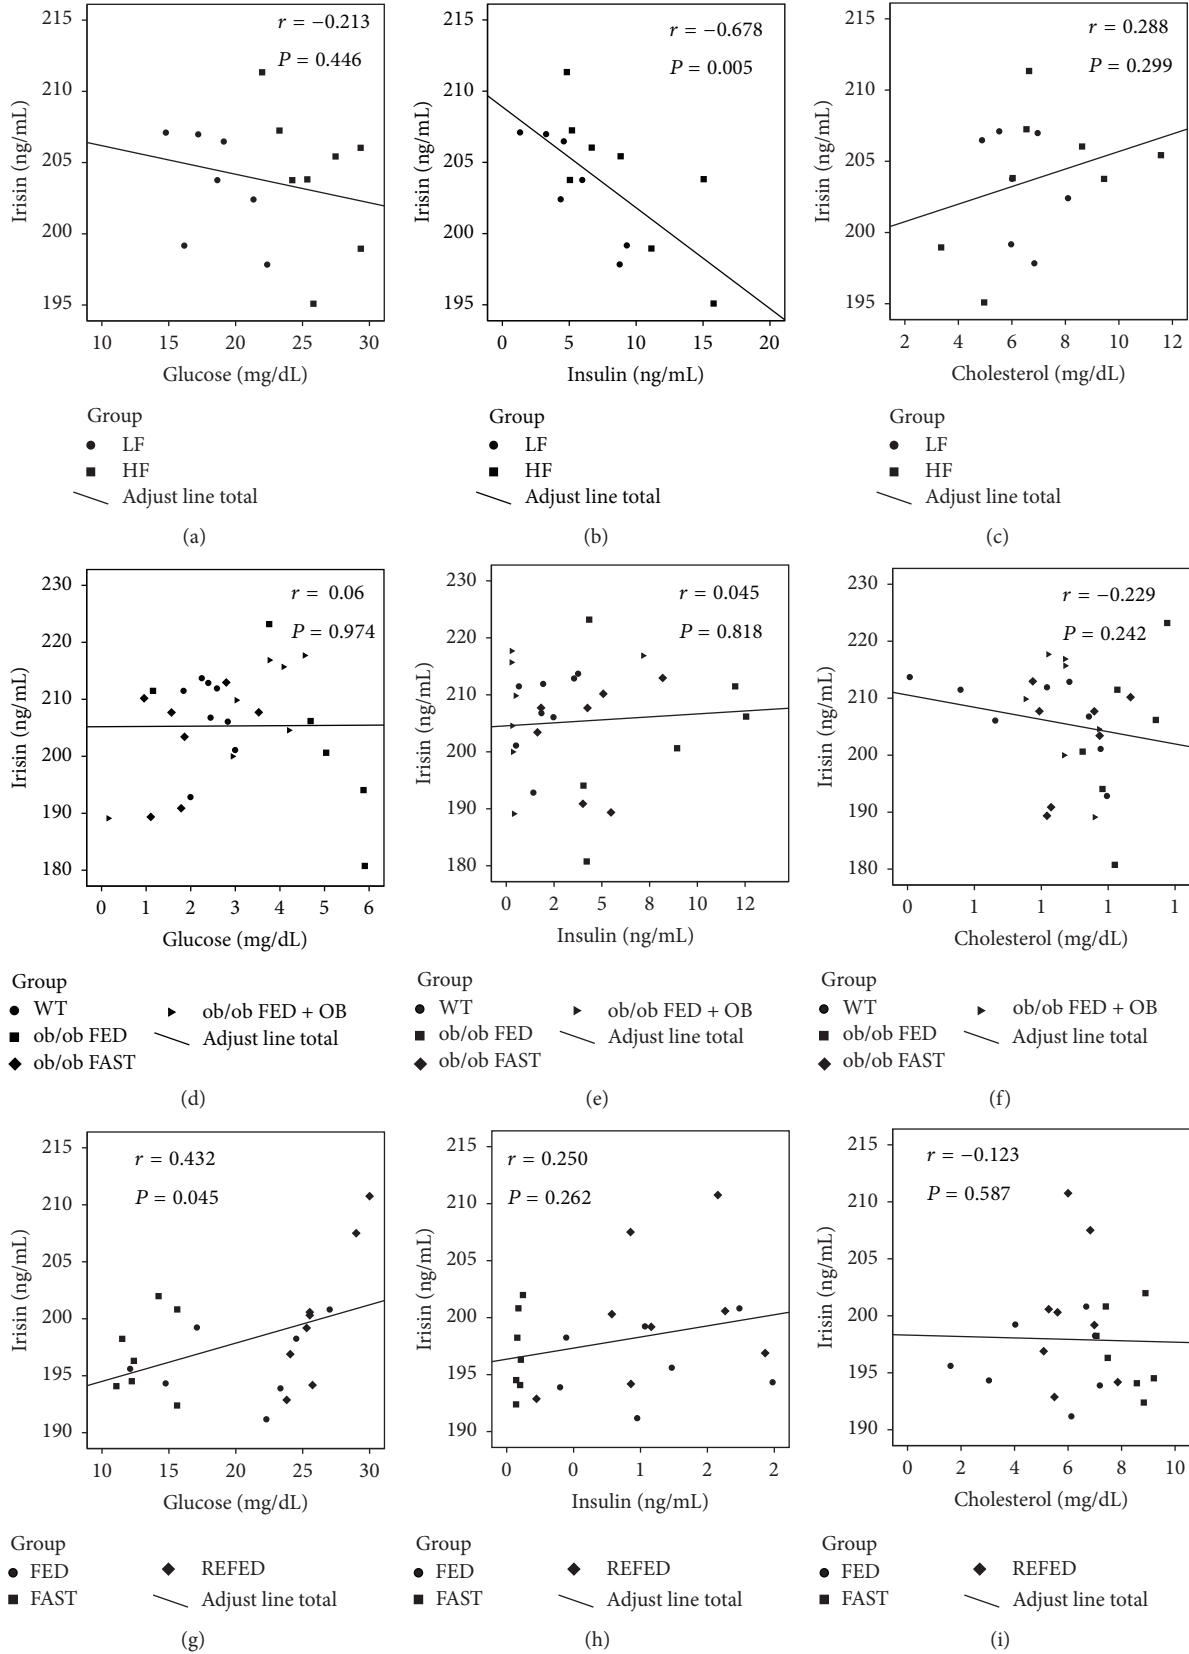 215
210
205
200
195
Irisin (ng/mL)
r = −0.213
P = 0.446
10 15 20 25 30
Glucose (mg/dL)
Group
LF
HF
Adjust line total
(a)
215
210
205
200
195
Irisin (ng/mL)
r = −0.678
P = 0.005
0 5 10 15 20
Insulin (ng/mL)
Group
LF
HF
Adjust line total
(b)
215
210
205
200
195
Irisin (ng/mL)
r = 0.288
P = 0.299
2 4 6 8 10 12
Cholesterol (mg/dL)
Group
LF
HF
Adjust line total
(c)
230
220
210
200
190
180
Irisin (ng/mL)
r = 0.06
P = 0.974
0 1 2 3 4 5 6
Glucose (mg/dL)
Group
WT
ob/ob FED
ob/ob FAST
ob/ob FED + OB
Adjust line total
(d)
230
220
210
200
190
180
Irisin (ng/mL)
r = 0.045
P = 0.818
0 2 5 8 10 12
Insulin (ng/mL)
Group
WT
ob/ob FED
ob/ob FAST
ob/ob FED + OB
Adjust line total
(e)
230
220
210
200
190
180
Irisin (ng/mL)
r = −0.229
P = 0.242
0 1 1 1 1
Cholesterol (mg/dL)
Group
WT
ob/ob FED
ob/ob FAST
ob/ob FED + OB
Adjust line total
(f)
215
210
205
200
195
190
Irisin (ng/mL)
r = 0.432
P = 0.045
10 15 20 25 30
Glucose (mg/dL)
Group
FED
FAST
REFED
Adjust line total
(g)
215
210
205
200
195
190
Irisin (ng/mL)
r = 0.250
P = 0.262
0 0 1 2 2
Insulin (ng/mL)
Group
FED
FAST
REFED
Adjust line total
(h)
215
210
205
200
195
190
Irisin (ng/mL)
r = −0.123
P = 0.587
0 2 4 6 8 10
Cholesterol (mg/dL)
Group
FED
FAST
REFED
Adjust line total
(i)